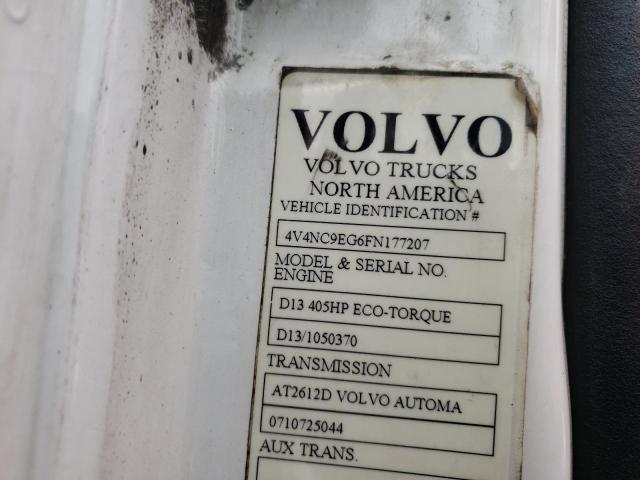 VOLVO
VOLVO TRUCKS
NORTH AMERICA
VEHICLE IDENTIFICATION #
4V4NC9EG6FN177207
MODEL & SERIAL NO.
ENGINE
D13 405HP ECO-TORQUE
D13/1050370
TRANSMISSION
AT2612D VOLVO AUTOMA
0710725044
AUX TRANS.